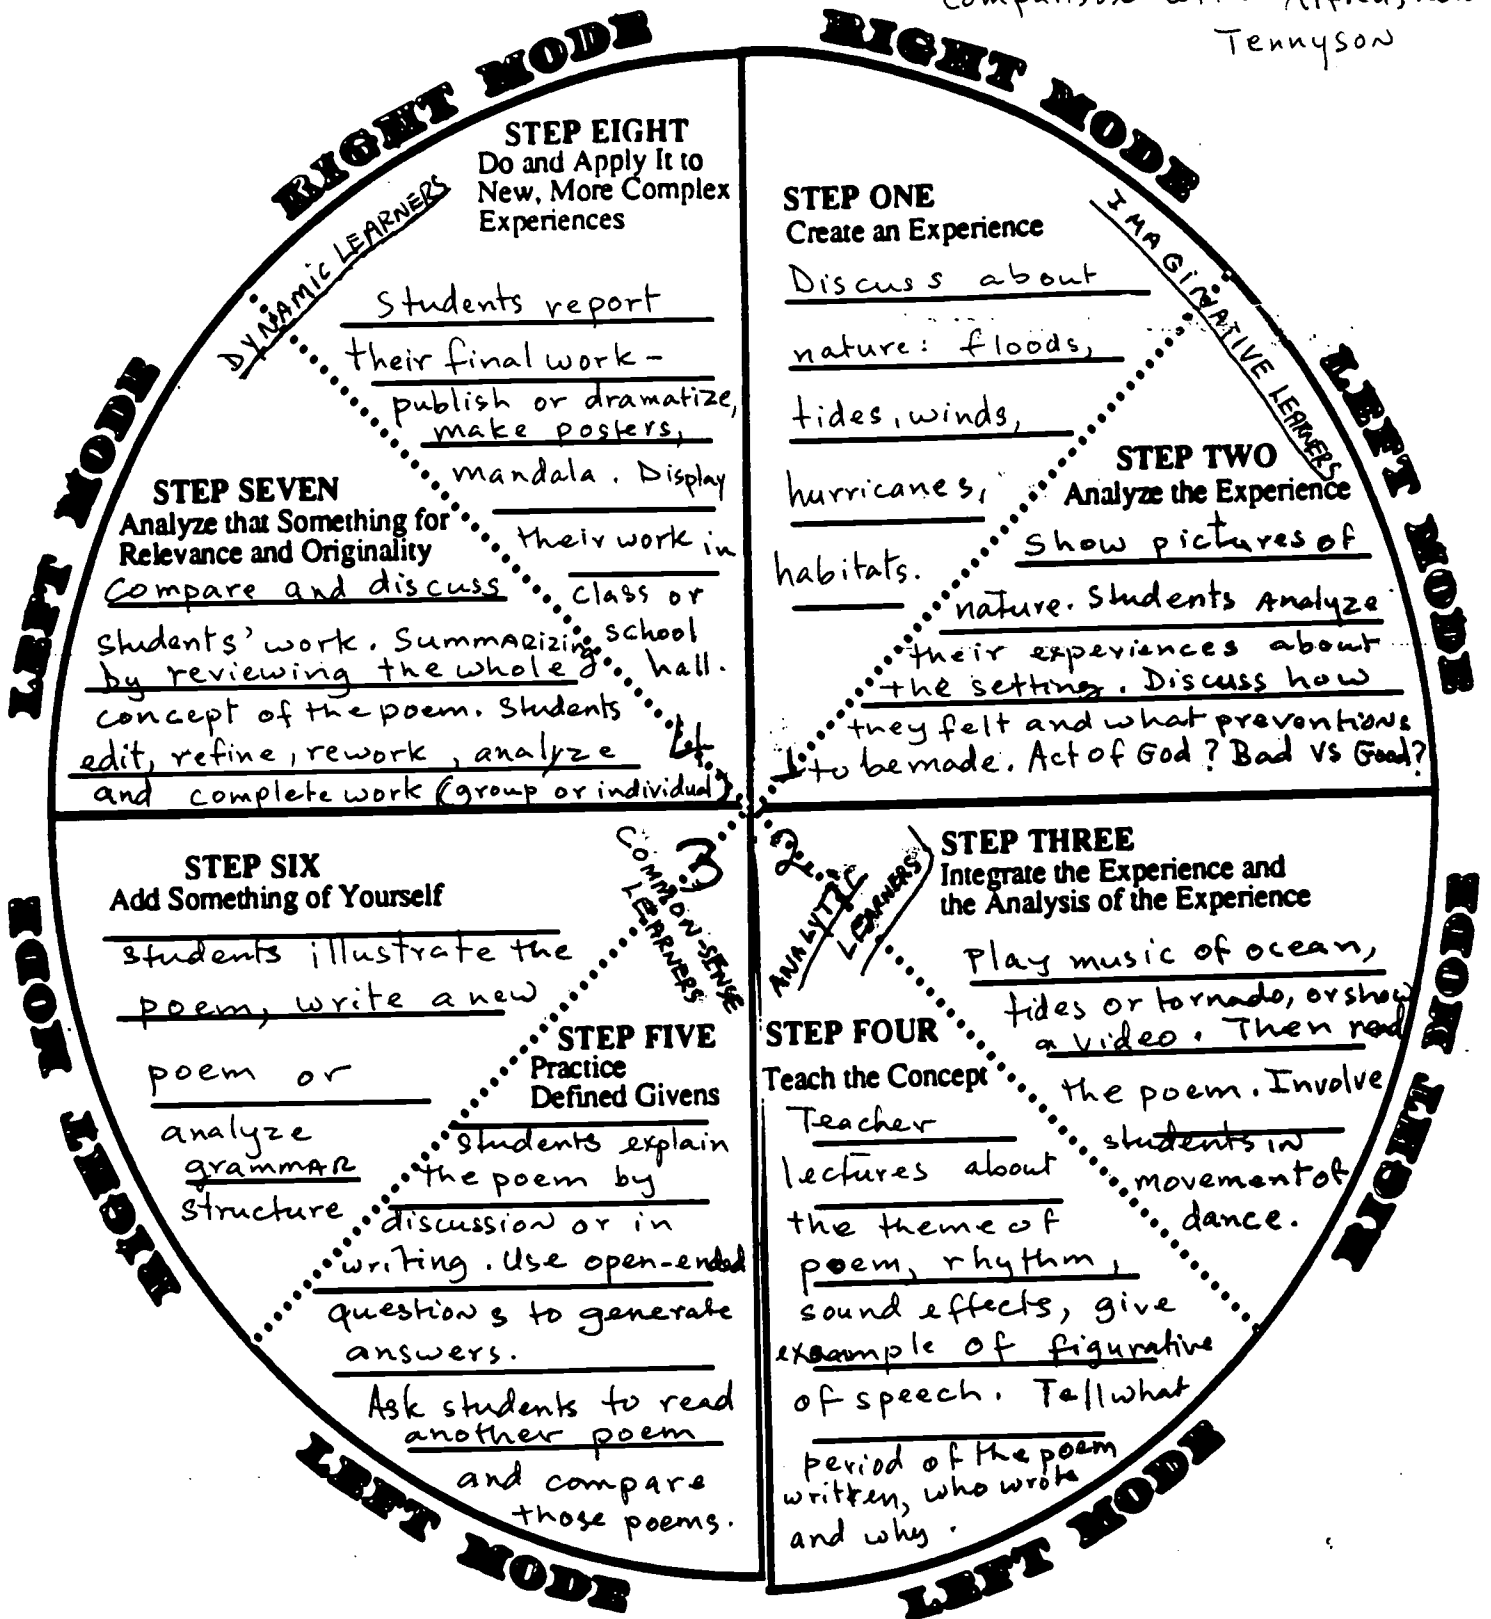 Comparison with Alfred,
Tennyson
RIGHT MODE
STEP ONE
Create an Experience
IMAGINATIVE LEARNERS
Discuss about
nature: floods,
tides, winds,
hurricanes,
habitats.
LEFT MODE
STEP TWO
Analyze the Experience
Show pictures of
nature. Students Analyze
their experiences about
the setting. Discuss how
they felt and what preventions
to be made. Act of God? Bad vs Good?
1
2
ANALYTIC
LEARNERS
STEP THREE
Integrate the Experience and
the Analysis of the Experience
Play music of ocean,
tides or tornado, or show
a video. Then read
the poem. Involve
students in
movement of
dance.
RIGHT MODE
STEP FOUR
Teach the Concept
Teacher
lectures about
the theme of
poem, rhythm,
sound effects, give
example of figurative
of speech. Tell what
period of the poem
written, who wrote
and why.
LEFT MODE
3
COMMON-SENSE
LEARNERS
STEP FIVE
Practice
Defined Givens
students explain
the poem by
discussion or in
writing. Use open-ended
questions to generate
answers.
Ask students to read
another poem
and compare
those poems.
LEFT MODE
STEP SIX
Add Something of Yourself
students illustrate the
poem, write a new
poem or
analyze
grammar
structure
RIGHT MODE
4
STEP SEVEN
Analyze that Something for
Relevance and Originality
Compare and discuss
students' work. Summarizing
by reviewing the whole
concept of the poem. Students
edit, refine, rework, analyze
and complete work (group or individual)
LEFT MODE
DYNAMIC LEARNERS
STEP EIGHT
Do and Apply It to
New, More Complex
Experiences
Students report
their final work -
publish or dramatize,
make posters,
mandala. Display
their work in
class or
school
hall.
RIGHT MODE